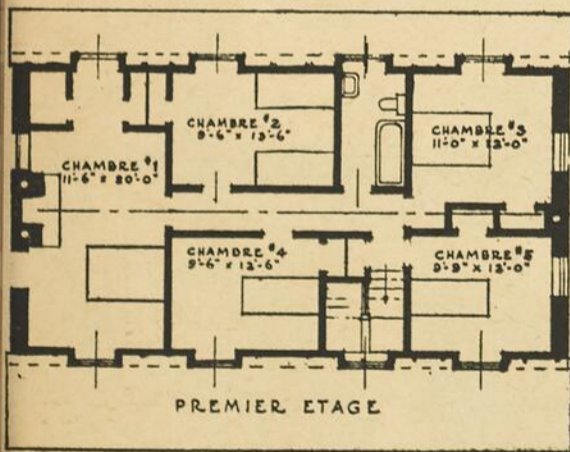 CHAMBRE #2
9'-6" x 13'-6"
CHAMBRE #3
11'-0" x 12'-0"
CHAMBRE #1
11'-6" x 20'-0"
CHAMBRE #4
9'-6" x 12'-6"
CHAMBRE #5
9'-9" x 12'-0"
PREMIER ETAGE